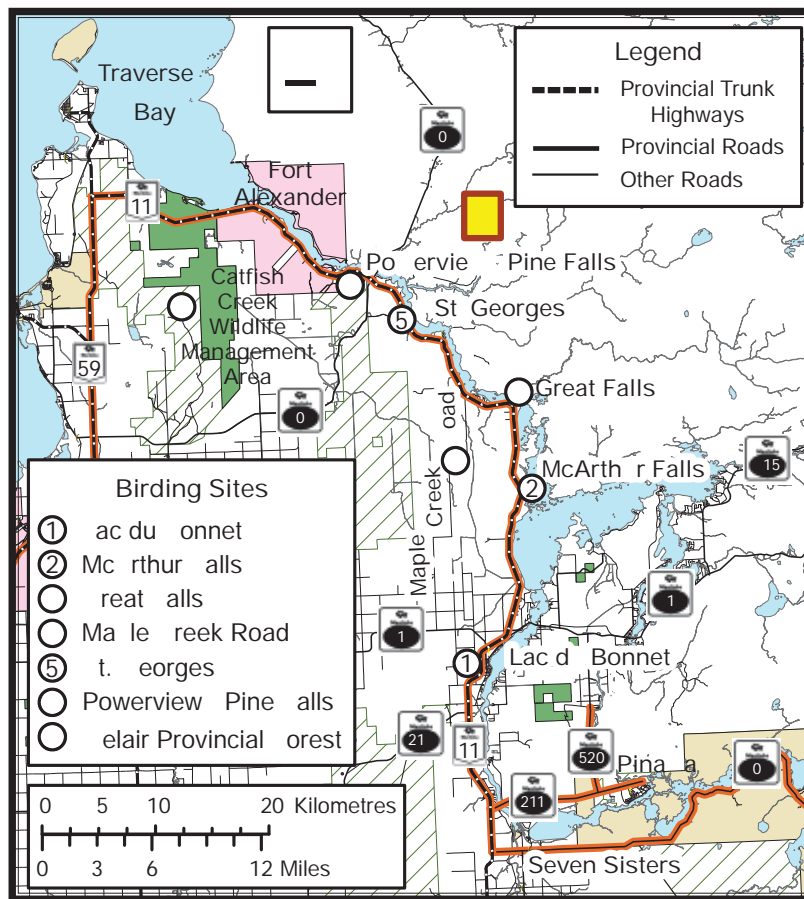 Traverse
Bay
Legend
Provincial Trunk
Highways
Provincial Roads
Other Roads
0
Fort
Alexander
11
Po ervie Pine Falls
Catfish
Creek
Wildlife
Management
Area
St Georges
5
59
Great Falls
0
oad
Maple Creek
McArth r Falls
15
2
Birding Sites
1 ac du onnet
2 Mc rthur alls
reat alls
Ma le reek Road
5 t. eorges
Powerview Pine alls
elair Provincial orest
1
1
1
Lac d Bonnet
21
11
520
Pina a
0
211
0 5 10 20 Kilometres
0 3 6 12 Miles
Seven Sisters